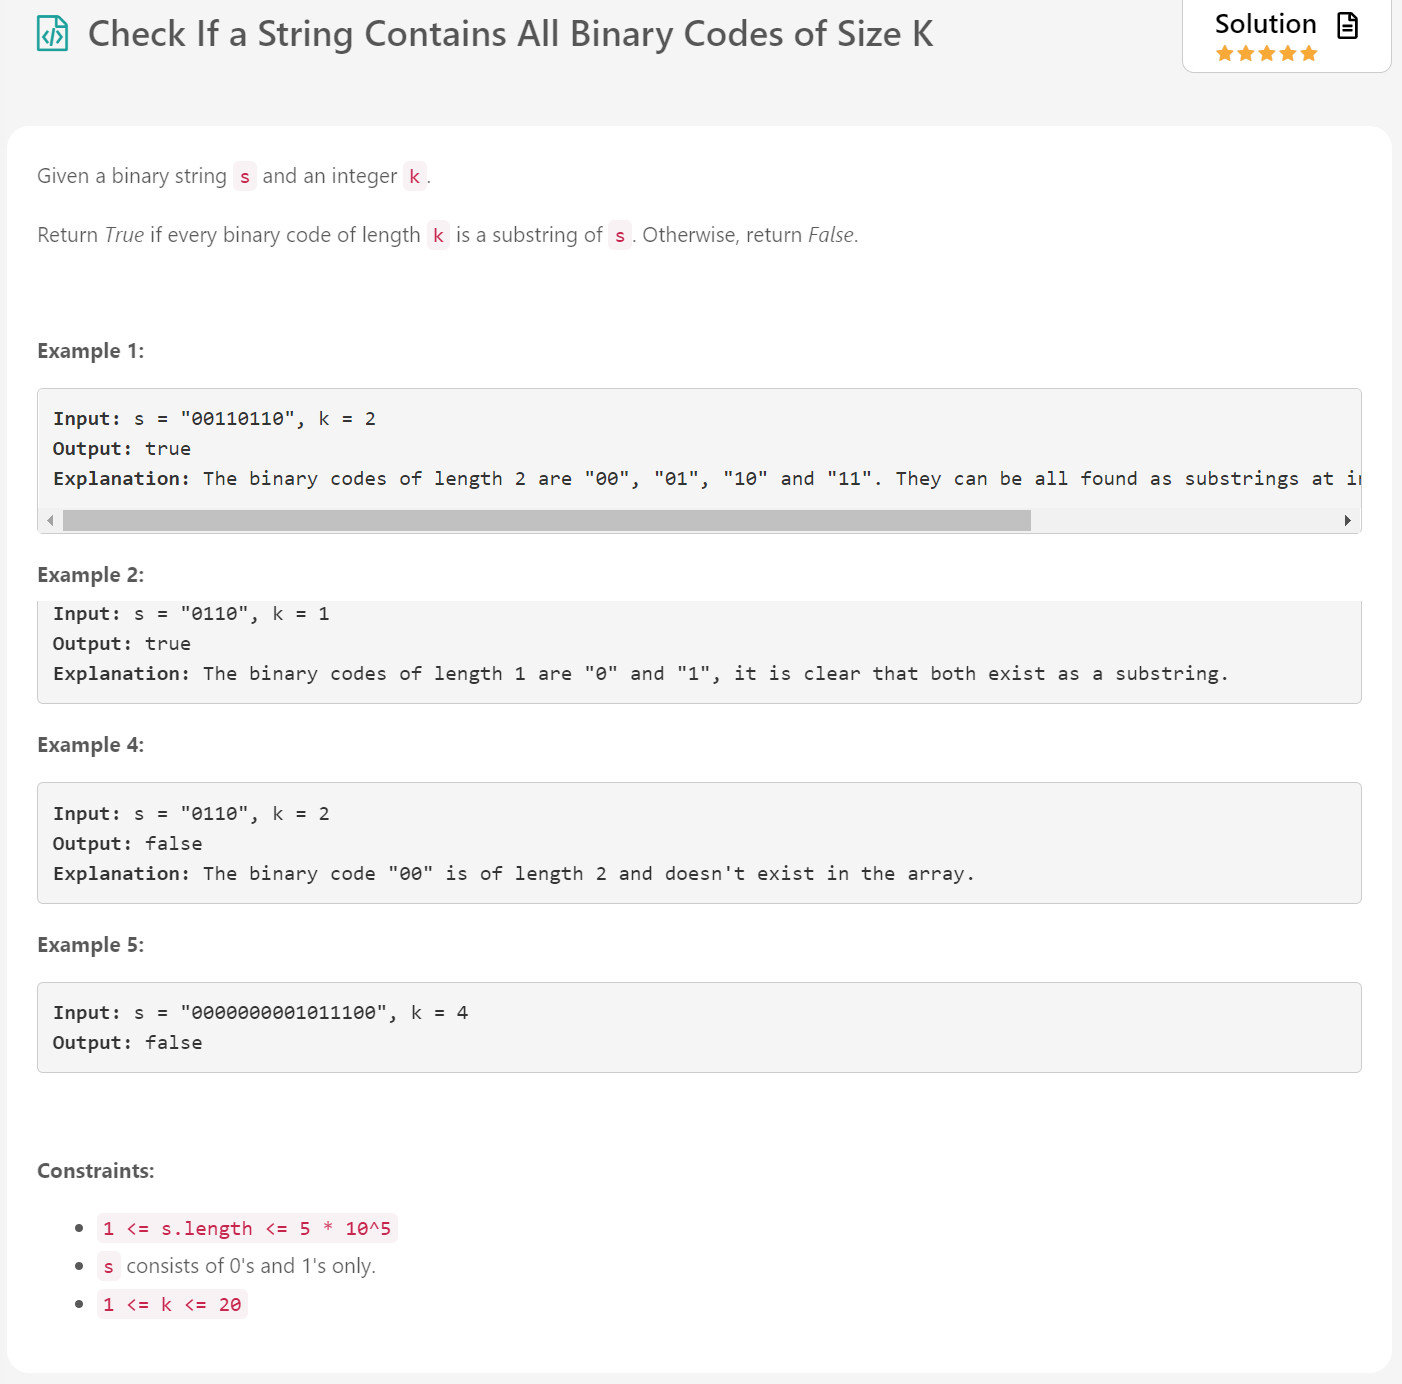 Check If a String Contains All Binary Codes of Size K
Solution
Given a binary string s and an integer k.
Return True if every binary code of length k is a substring of s. Otherwise, return False.
Example 1:
Input: s = "00110110", k = 2
Output: true
Explanation: The binary codes of length 2 are "00", "01", "10" and "11". They can be all found as substrings at
Example 2:
Input: s = "0110", k = 1
Output: true
Explanation: The binary codes of length 1 are "0" and "1", it is clear that both exist as a substring.
Example 4:
Input: s = "0110", k = 2
Output: false
Explanation: The binary code "00" is of length 2 and doesn't exist in the array.
Example 5:
Input: s = "0000000001011100", k = 4
Output: false
Constraints:
1 <= s.length <= 5 * 10^5
s consists of 0's and 1's only.
1 <= k <= 20